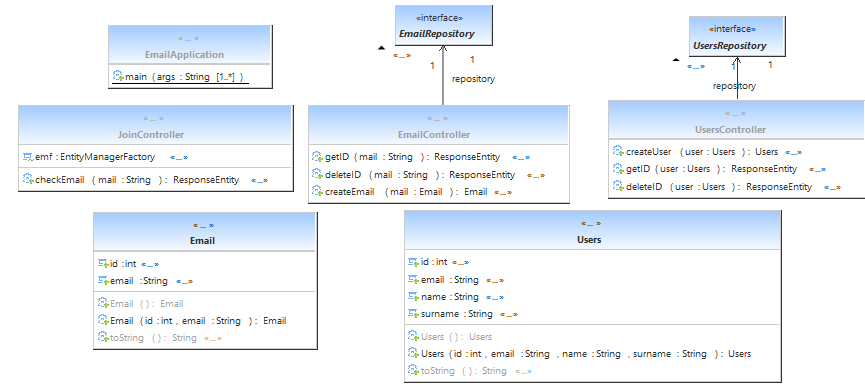 «...»
EmailApplication
main ( args : String [1..*] )
«interface»
EmailRepository
«...»
1
1
repository
«interface»
UsersRepository
«...»
1
1
repository
«...»
JoinController
emf : EntityManagerFactory «...»
checkEmail ( mail : String ) : ResponseEntity «...»
«...»
EmailController
getID ( mail : String ) : ResponseEntity «...»
deleteID ( mail : String ) : ResponseEntity «...»
createEmail ( mail : Email ) : Email «...»
«...»
UsersController
createUser ( user : Users ) : Users «...»
getID ( user : Users ) : ResponseEntity «...»
deleteID ( user : Users ) : ResponseEntity «...»
«...»
Email
id : int «...»
email : String «...»
Email ( ) : Email
Email ( id : int , email : String ) : Email
toString ( ) : String «...»
«...»
Users
id : int «...»
email : String «...»
name : String «...»
surname : String «...»
Users ( ) : Users
Users ( id : int , email : String , name : String , surname : String ) : Users
toString ( ) : String «...»